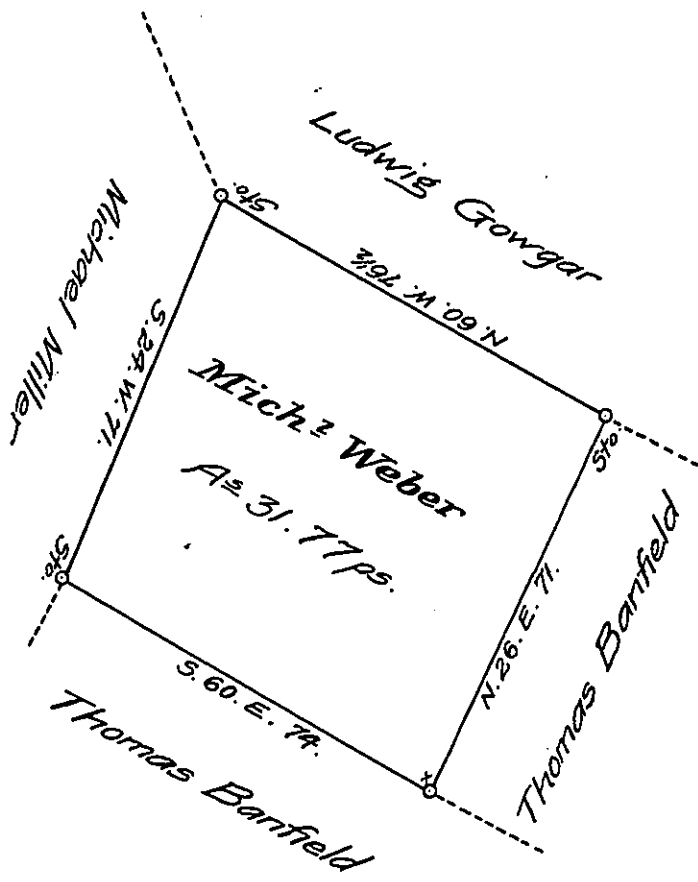 Ludwig Gowgar
Sto.
N. 60. W. 76½
Michael Miller
S. 24. W. 71.
Michl Weber
As 31. 77 ps.
Sto.
Sto.
N. 26. E. 71.
Thomas Banfield
S. 60. E. 74.
+
Thomas Banfield